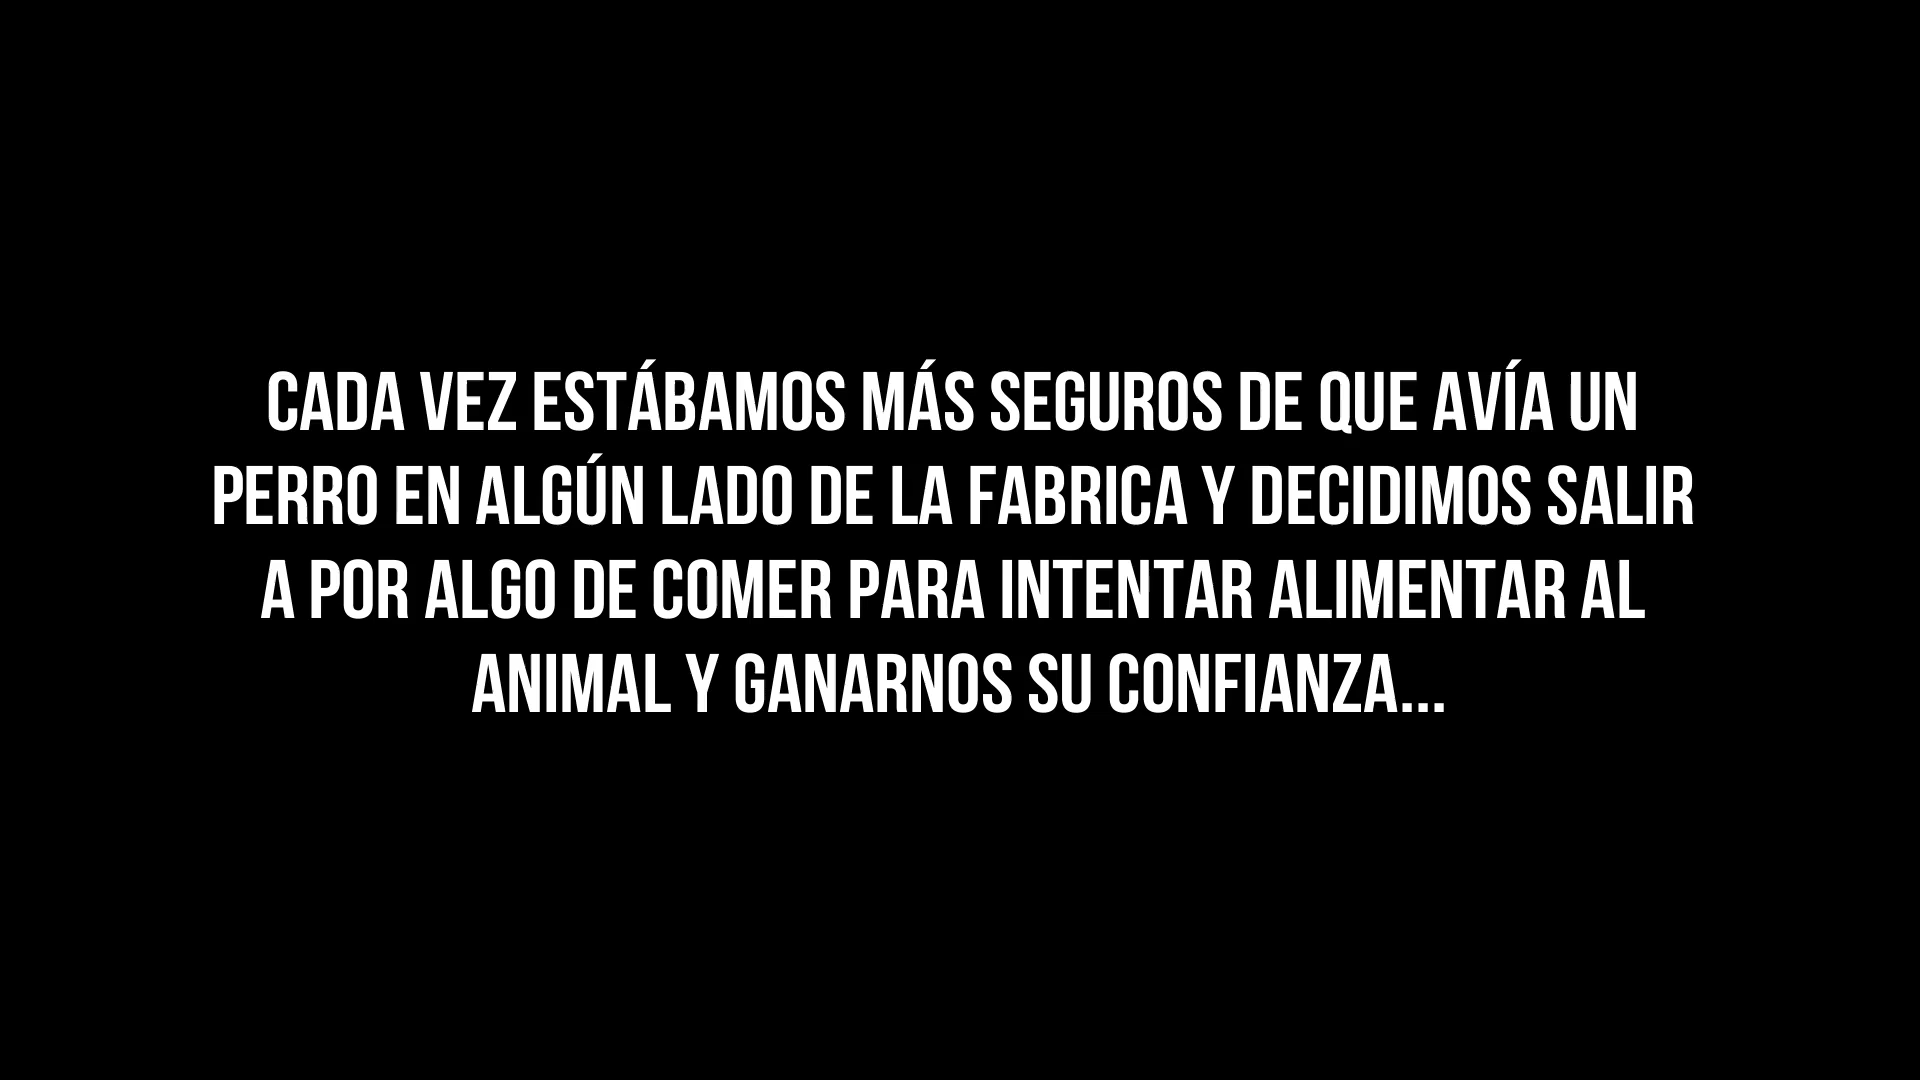 CADA VEZ ESTÁBAMOS MÁS SEGUROS DE QUE AVÍA UN
PERRO EN ALGÚN LADO DE LA FABRICA Y DECIDIMOS SALIR
A POR ALGO DE COMER PARA INTENTAR ALIMENTAR AL
ANIMAL Y GANARNOS SU CONFIANZA...